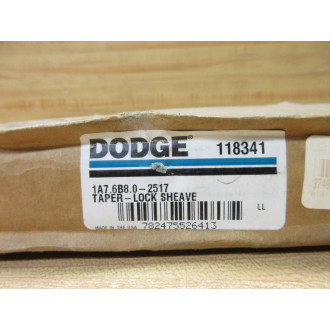 DODGE 118341
1A7.6B8.0-2517
TAPER-LOCK SHEAVE
LL
MADE IN THE USA 782475526413